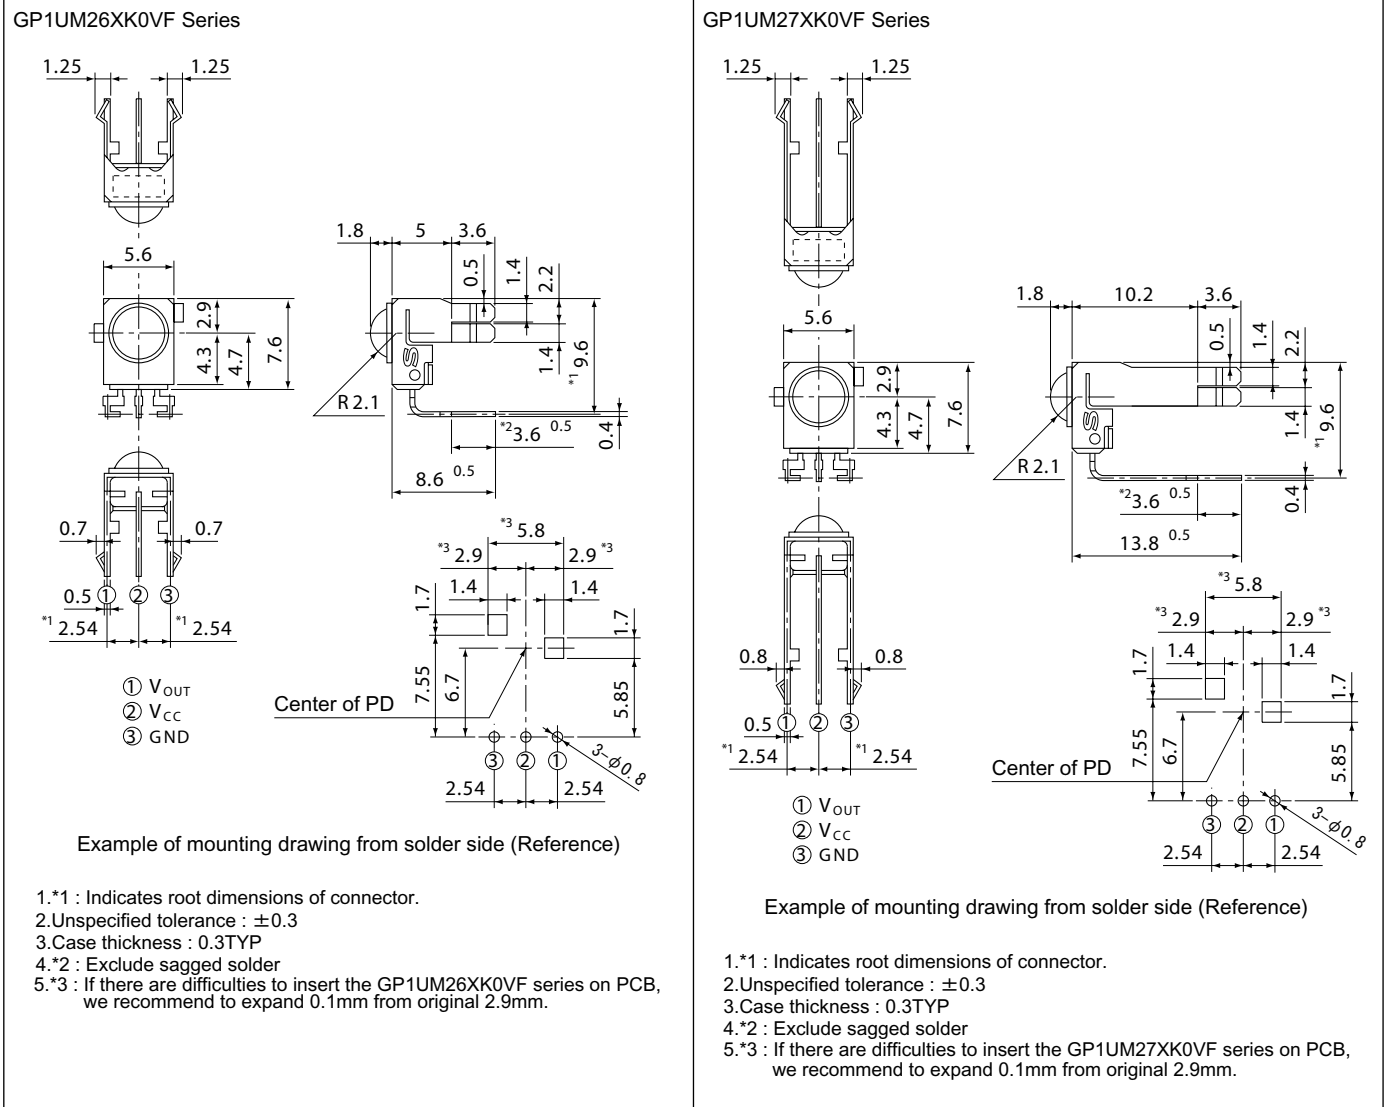 GP1UM26XK0VF Series
1.25 1.25
5.6
2.9
4.3
4.7
7.6
1.8 5 3.6
0.5
1.4
2.2
1.4
*1 9.6
R 2.1
*2 3.6 0.5
0.4
8.6 0.5
0.7 0.7
0.5 ① ② ③
*1 2.54 *1 2.54
① VOUT
② VCC
③ GND
*3 5.8
*3 2.9 2.9 *3
1.4 1.4
1.7
1.7
7.55
6.7
5.85
Center of PD
③ ② ①
3-φ0.8
2.54 2.54
Example of mounting drawing from solder side (Reference)
1.*1 : Indicates root dimensions of connector.
2.Unspecified tolerance : ±0.3
3.Case thickness : 0.3TYP
4.*2 : Exclude sagged solder
5.*3 : If there are difficulties to insert the GP1UM26XK0VF series on PCB,
we recommend to expand 0.1mm from original 2.9mm.
GP1UM27XK0VF Series
1.25 1.25
5.6
2.9
4.3
4.7
7.6
1.8 10.2 3.6
0.5
1.4
2.2
1.4
*1 9.6
R 2.1
*2 3.6 0.5
0.4
13.8 0.5
0.8 0.8
0.5 ① ② ③
*1 2.54 *1 2.54
① VOUT
② VCC
③ GND
*3 5.8
*3 2.9 2.9 *3
1.4 1.4
1.7
1.7
7.55
6.7
5.85
Center of PD
③ ② ①
3-φ0.8
2.54 2.54
Example of mounting drawing from solder side (Reference)
1.*1 : Indicates root dimensions of connector.
2.Unspecified tolerance : ±0.3
3.Case thickness : 0.3TYP
4.*2 : Exclude sagged solder
5.*3 : If there are difficulties to insert the GP1UM27XK0VF series on PCB,
we recommend to expand 0.1mm from original 2.9mm.